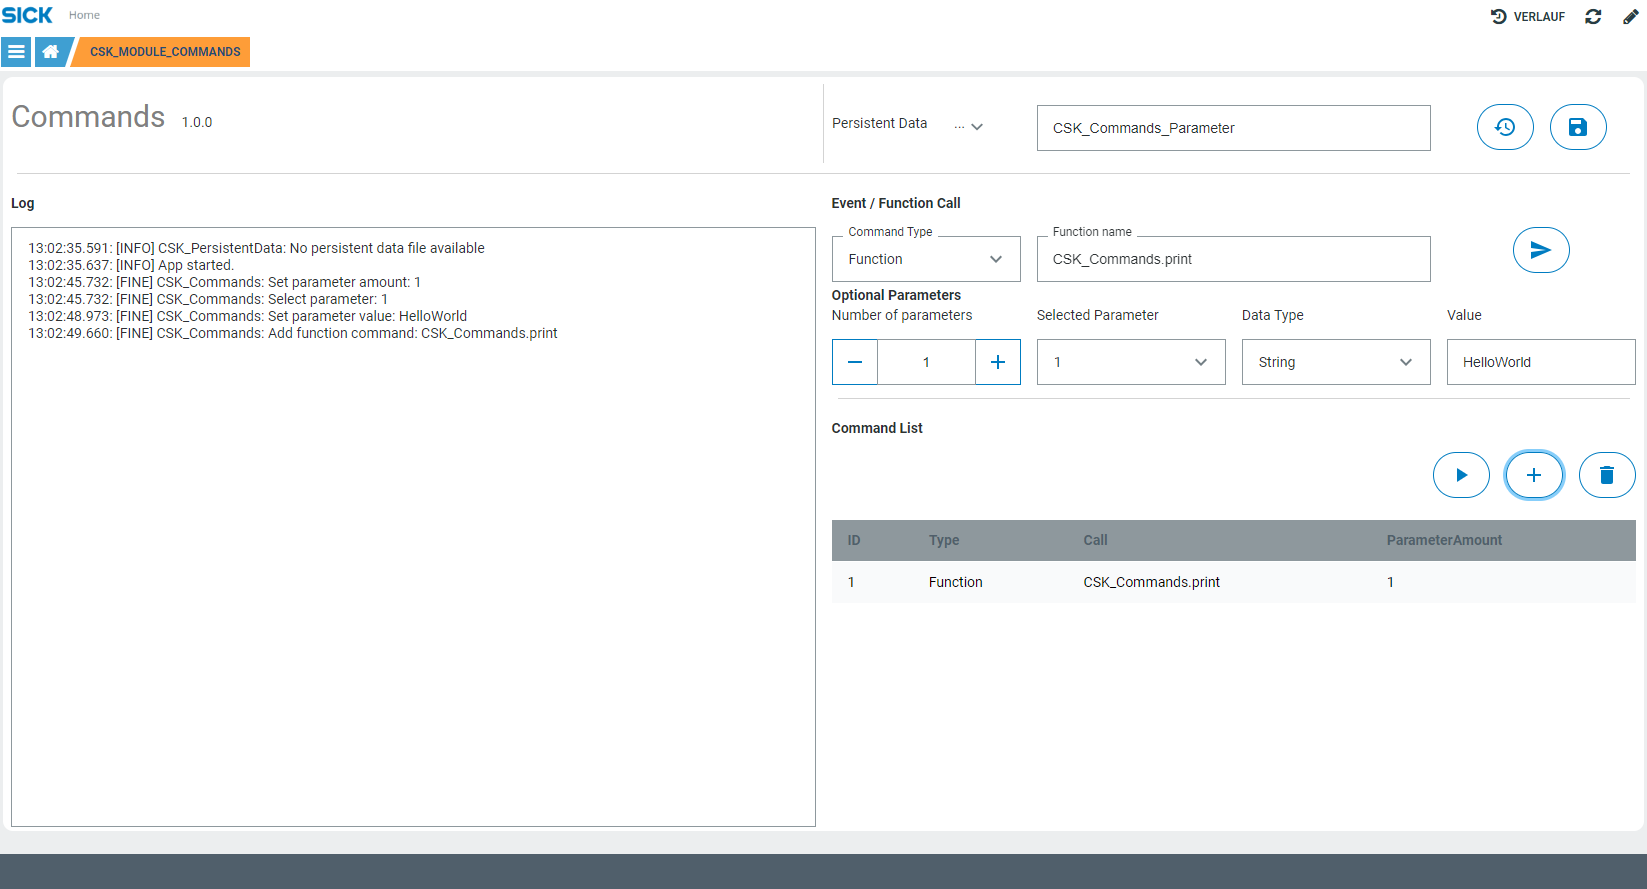 SICK Home
VERLAUF
CSK_MODULE_COMMANDS
Commands 1.0.0
Persistent Data ... CSK_Commands_Parameter
Log
13:02:35.591: [INFO] CSK_PersistentData: No persistent data file available
13:02:35.637: [INFO] App started.
13:02:45.732: [FINE] CSK_Commands: Set parameter amount: 1
13:02:45.732: [FINE] CSK_Commands: Select parameter: 1
13:02:48.973: [FINE] CSK_Commands: Set parameter value: HelloWorld
13:02:49.660: [FINE] CSK_Commands: Add function command: CSK_Commands.print
Event / Function Call
Command Type Function name
Function CSK_Commands.print
Optional Parameters
Number of parameters Selected Parameter Data Type Value
1 1 String HelloWorld
Command List
ID Type Call ParameterAmount
1 Function CSK_Commands.print 1